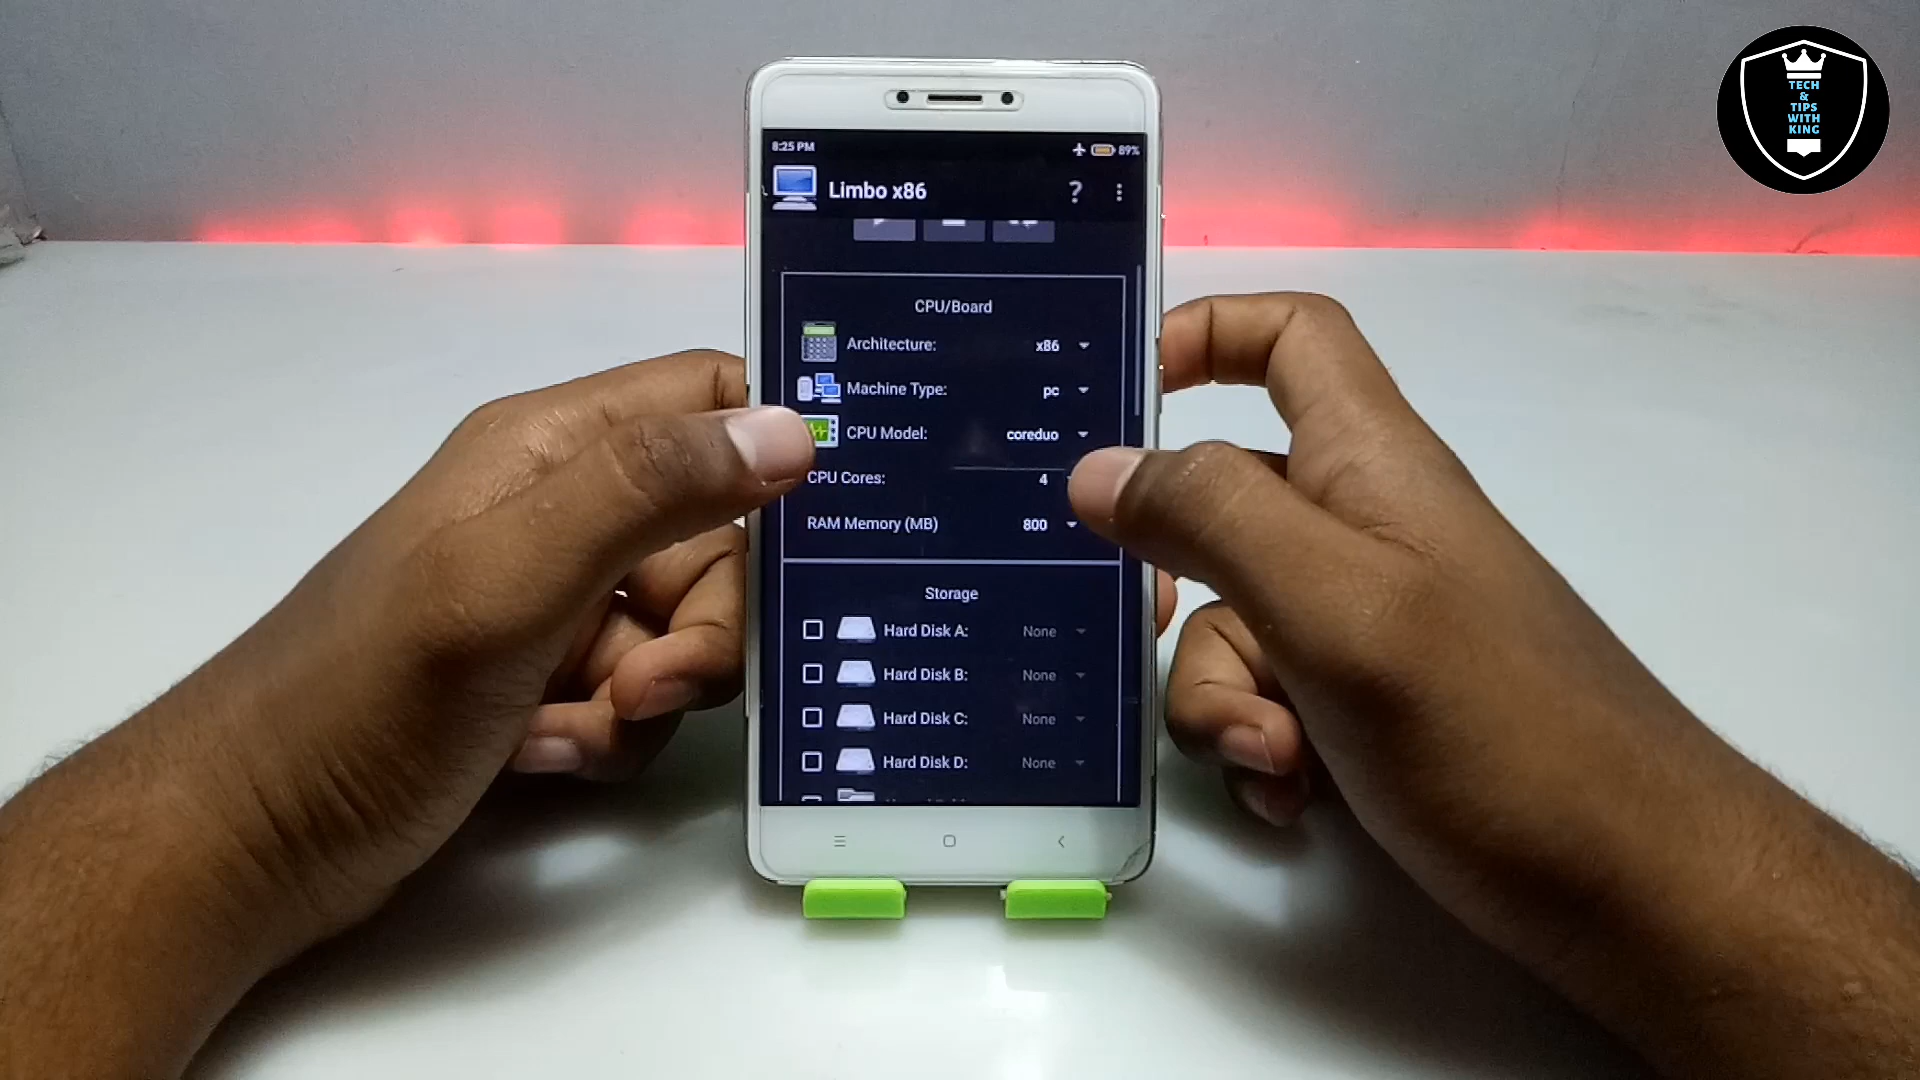 TECH
&
TIPS
WITH
KING
8:25 PM 89%
Limbo x86 ?
CPU/Board
Architecture: x86
Machine Type: pc
CPU Model: coreduo
CPU Cores: 4
RAM Memory (MB) 800
Storage
Hard Disk A: None
Hard Disk B: None
Hard Disk C: None
Hard Disk D: None